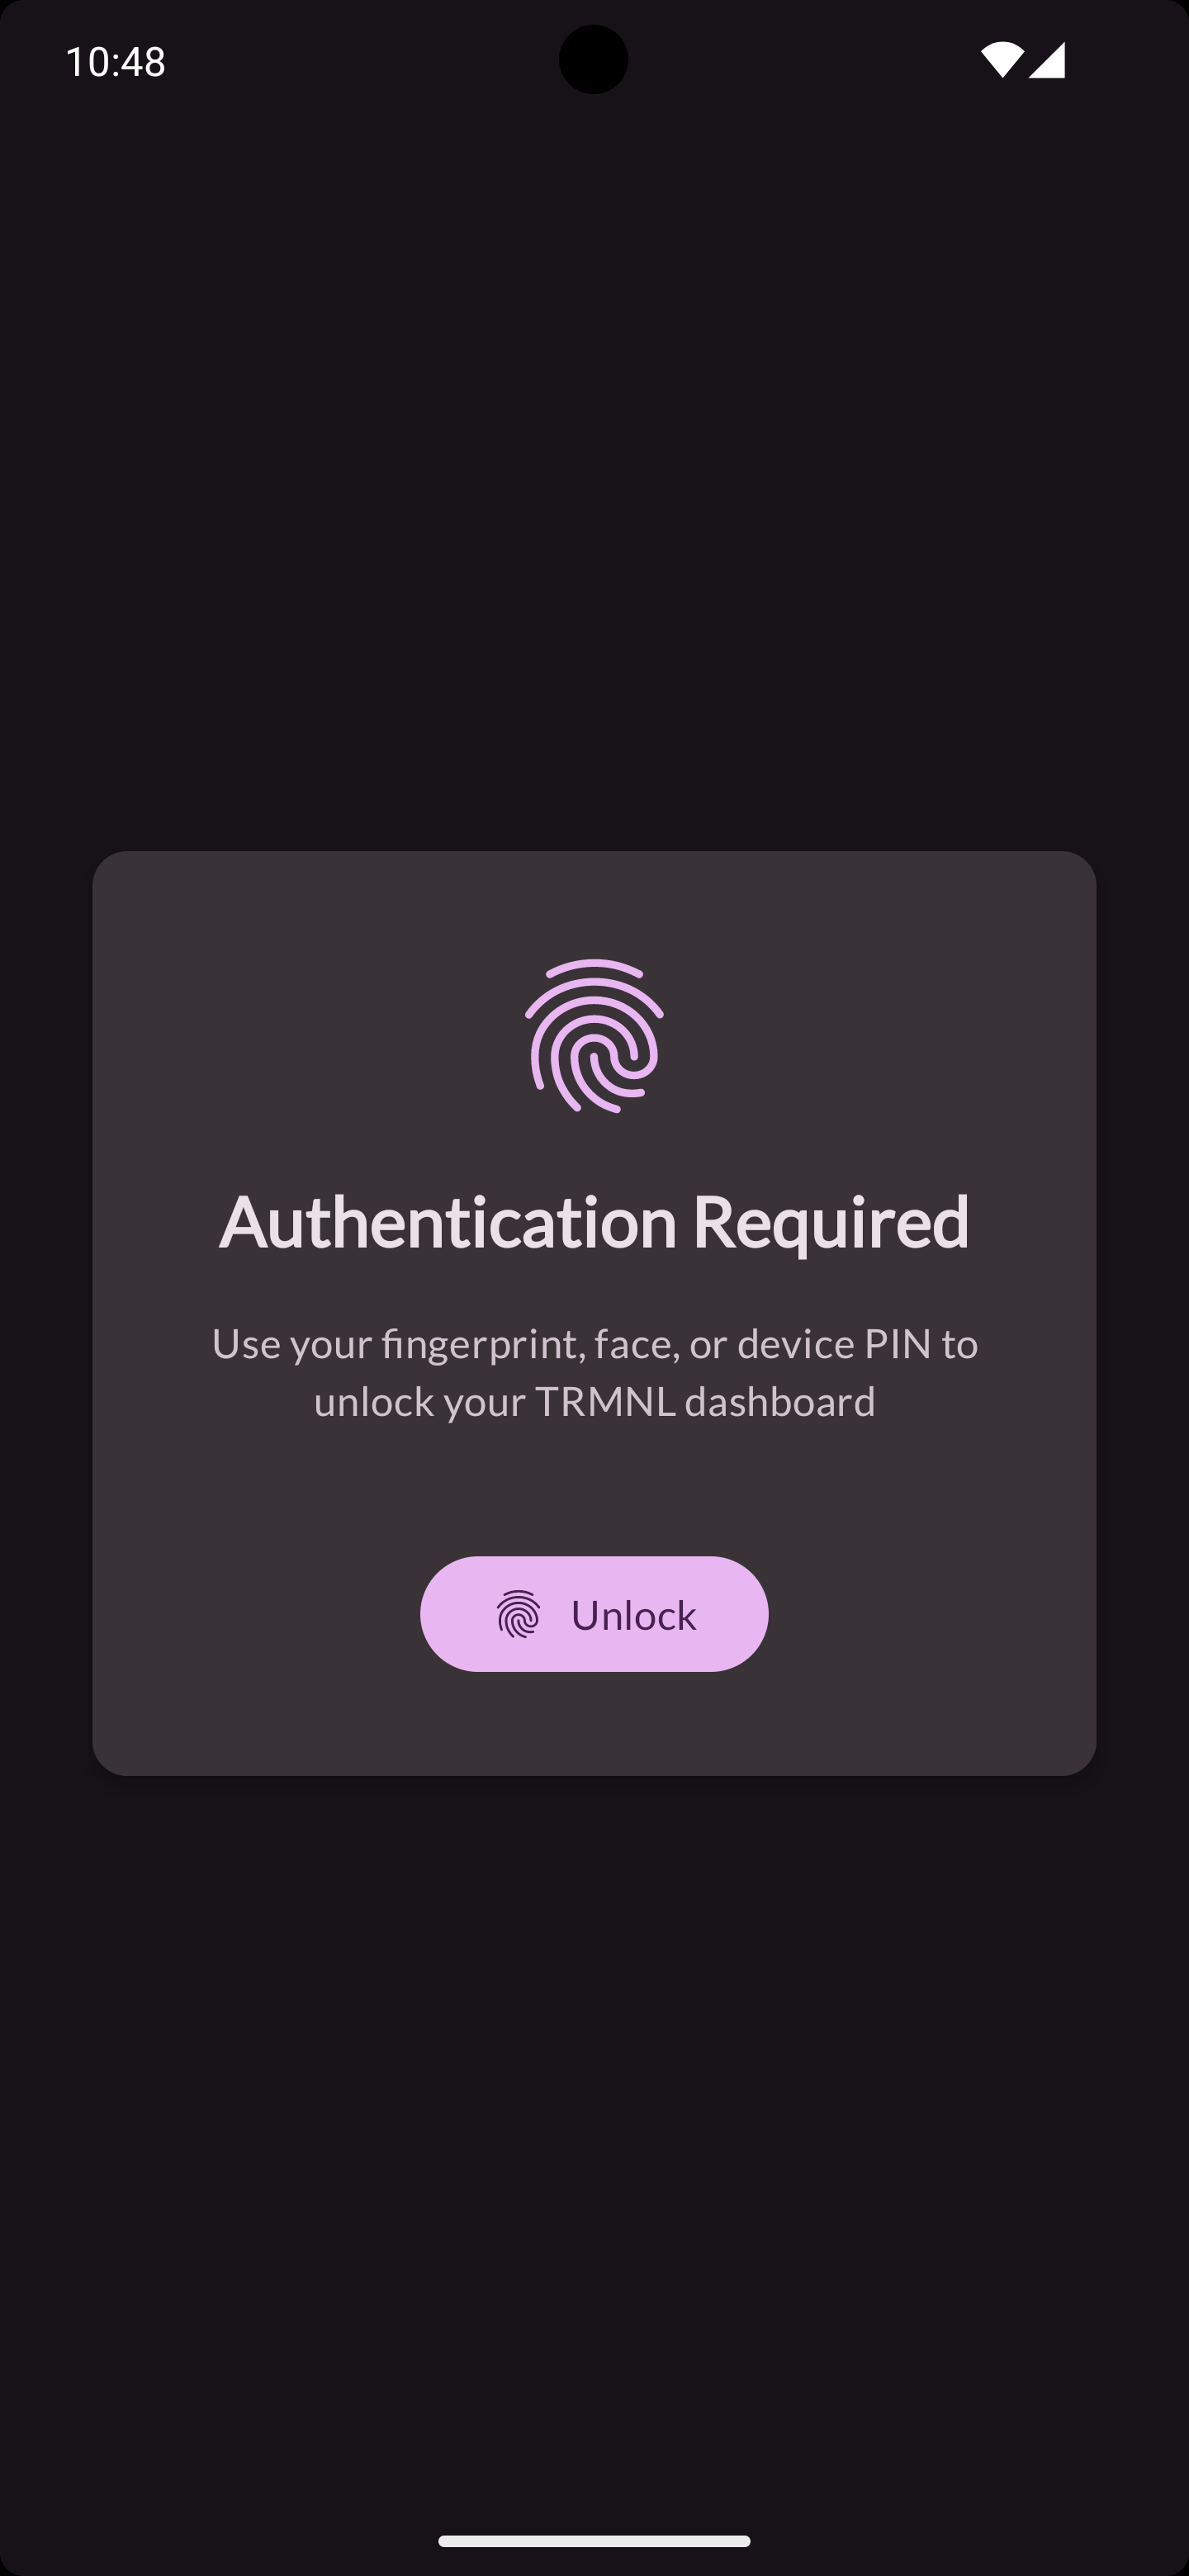 10:48
Authentication Required
Use your fingerprint, face, or device PIN to
unlock your TRMNL dashboard
Unlock